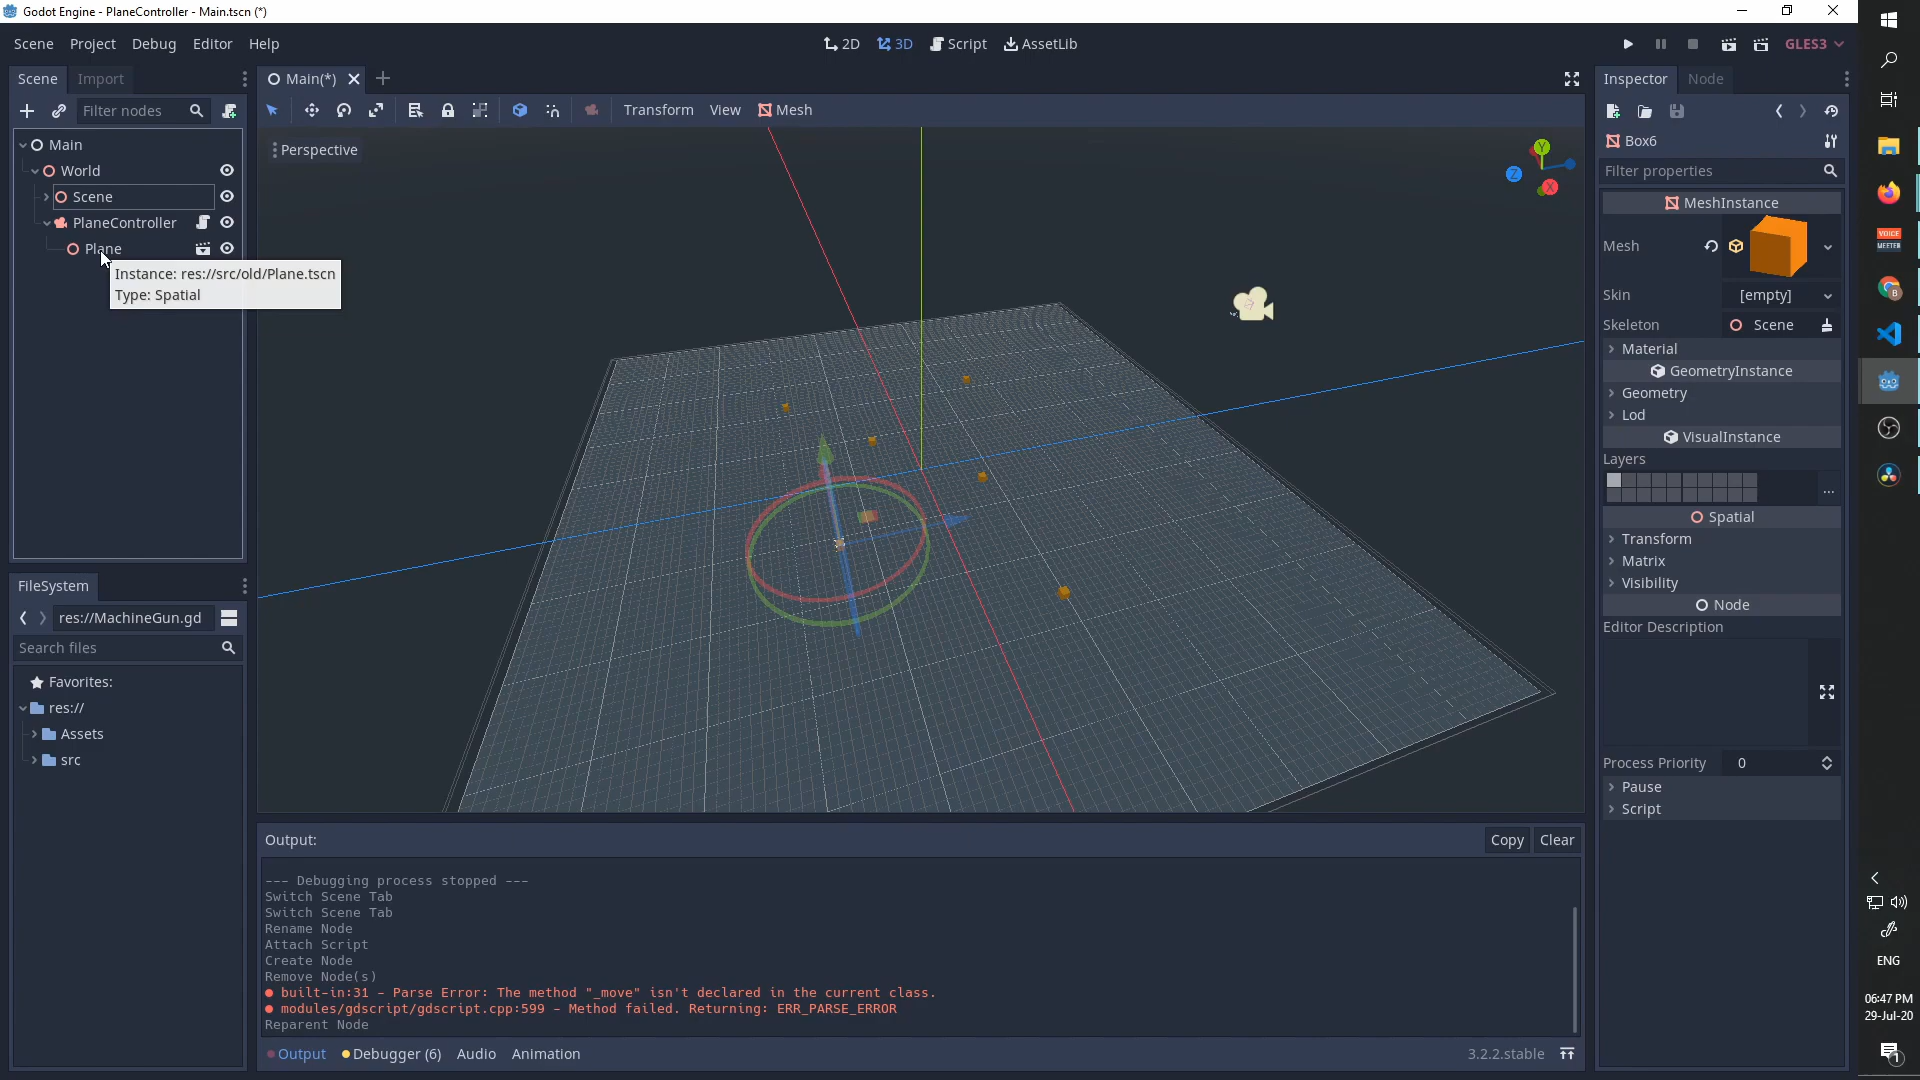 Godot Engine - PlaneController - Main.tscn (*)
Scene Project Debug Editor Help
2D 3D Script AssetLib
GLES3
Scene Import
Filter nodes
Main
World
Scene
PlaneController
Plane
Instance: res://src/old/Plane.tscn
Type: Spatial
FileSystem
res://MachineGun.gd
Search files
Favorites:
res://
Assets
src
Main(*)
Transform View Mesh
Perspective
Y
Z
X
Output:
Copy Clear
--- Debugging process stopped ---
Switch Scene Tab
Switch Scene Tab
Rename Node
Attach Script
Create Node
Remove Node(s)
built-in:31 - Parse Error: The method "_move" isn't declared in the current class.
modules/gdscript/gdscript.cpp:599 - Method failed. Returning: ERR_PARSE_ERROR
Reparent Node
Output Debugger (6) Audio Animation
3.2.2.stable
Inspector Node
Box6
Filter properties
MeshInstance
Mesh
Skin [empty]
Skeleton Scene
Material
GeometryInstance
Geometry
Lod
VisualInstance
Layers
...
Spatial
Transform
Matrix
Visibility
Node
Editor Description
Process Priority 0
Pause
Script
VOICE
MEETER
B
ENG
06:47 PM
29-Jul-20
1